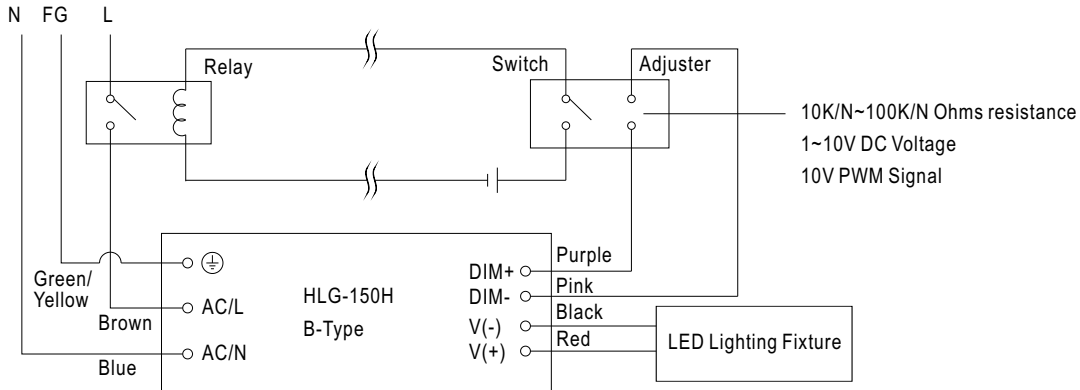 N FG L
Relay
Switch
Adjuster
10K/N~100K/N Ohms resistance
1~10V DC Voltage
10V PWM Signal
Green/
Yellow
Brown
Blue
AC/L
AC/N
HLG-150H
B-Type
DIM+
DIM-
V(-)
V(+)
Purple
Pink
Black
Red
LED Lighting Fixture